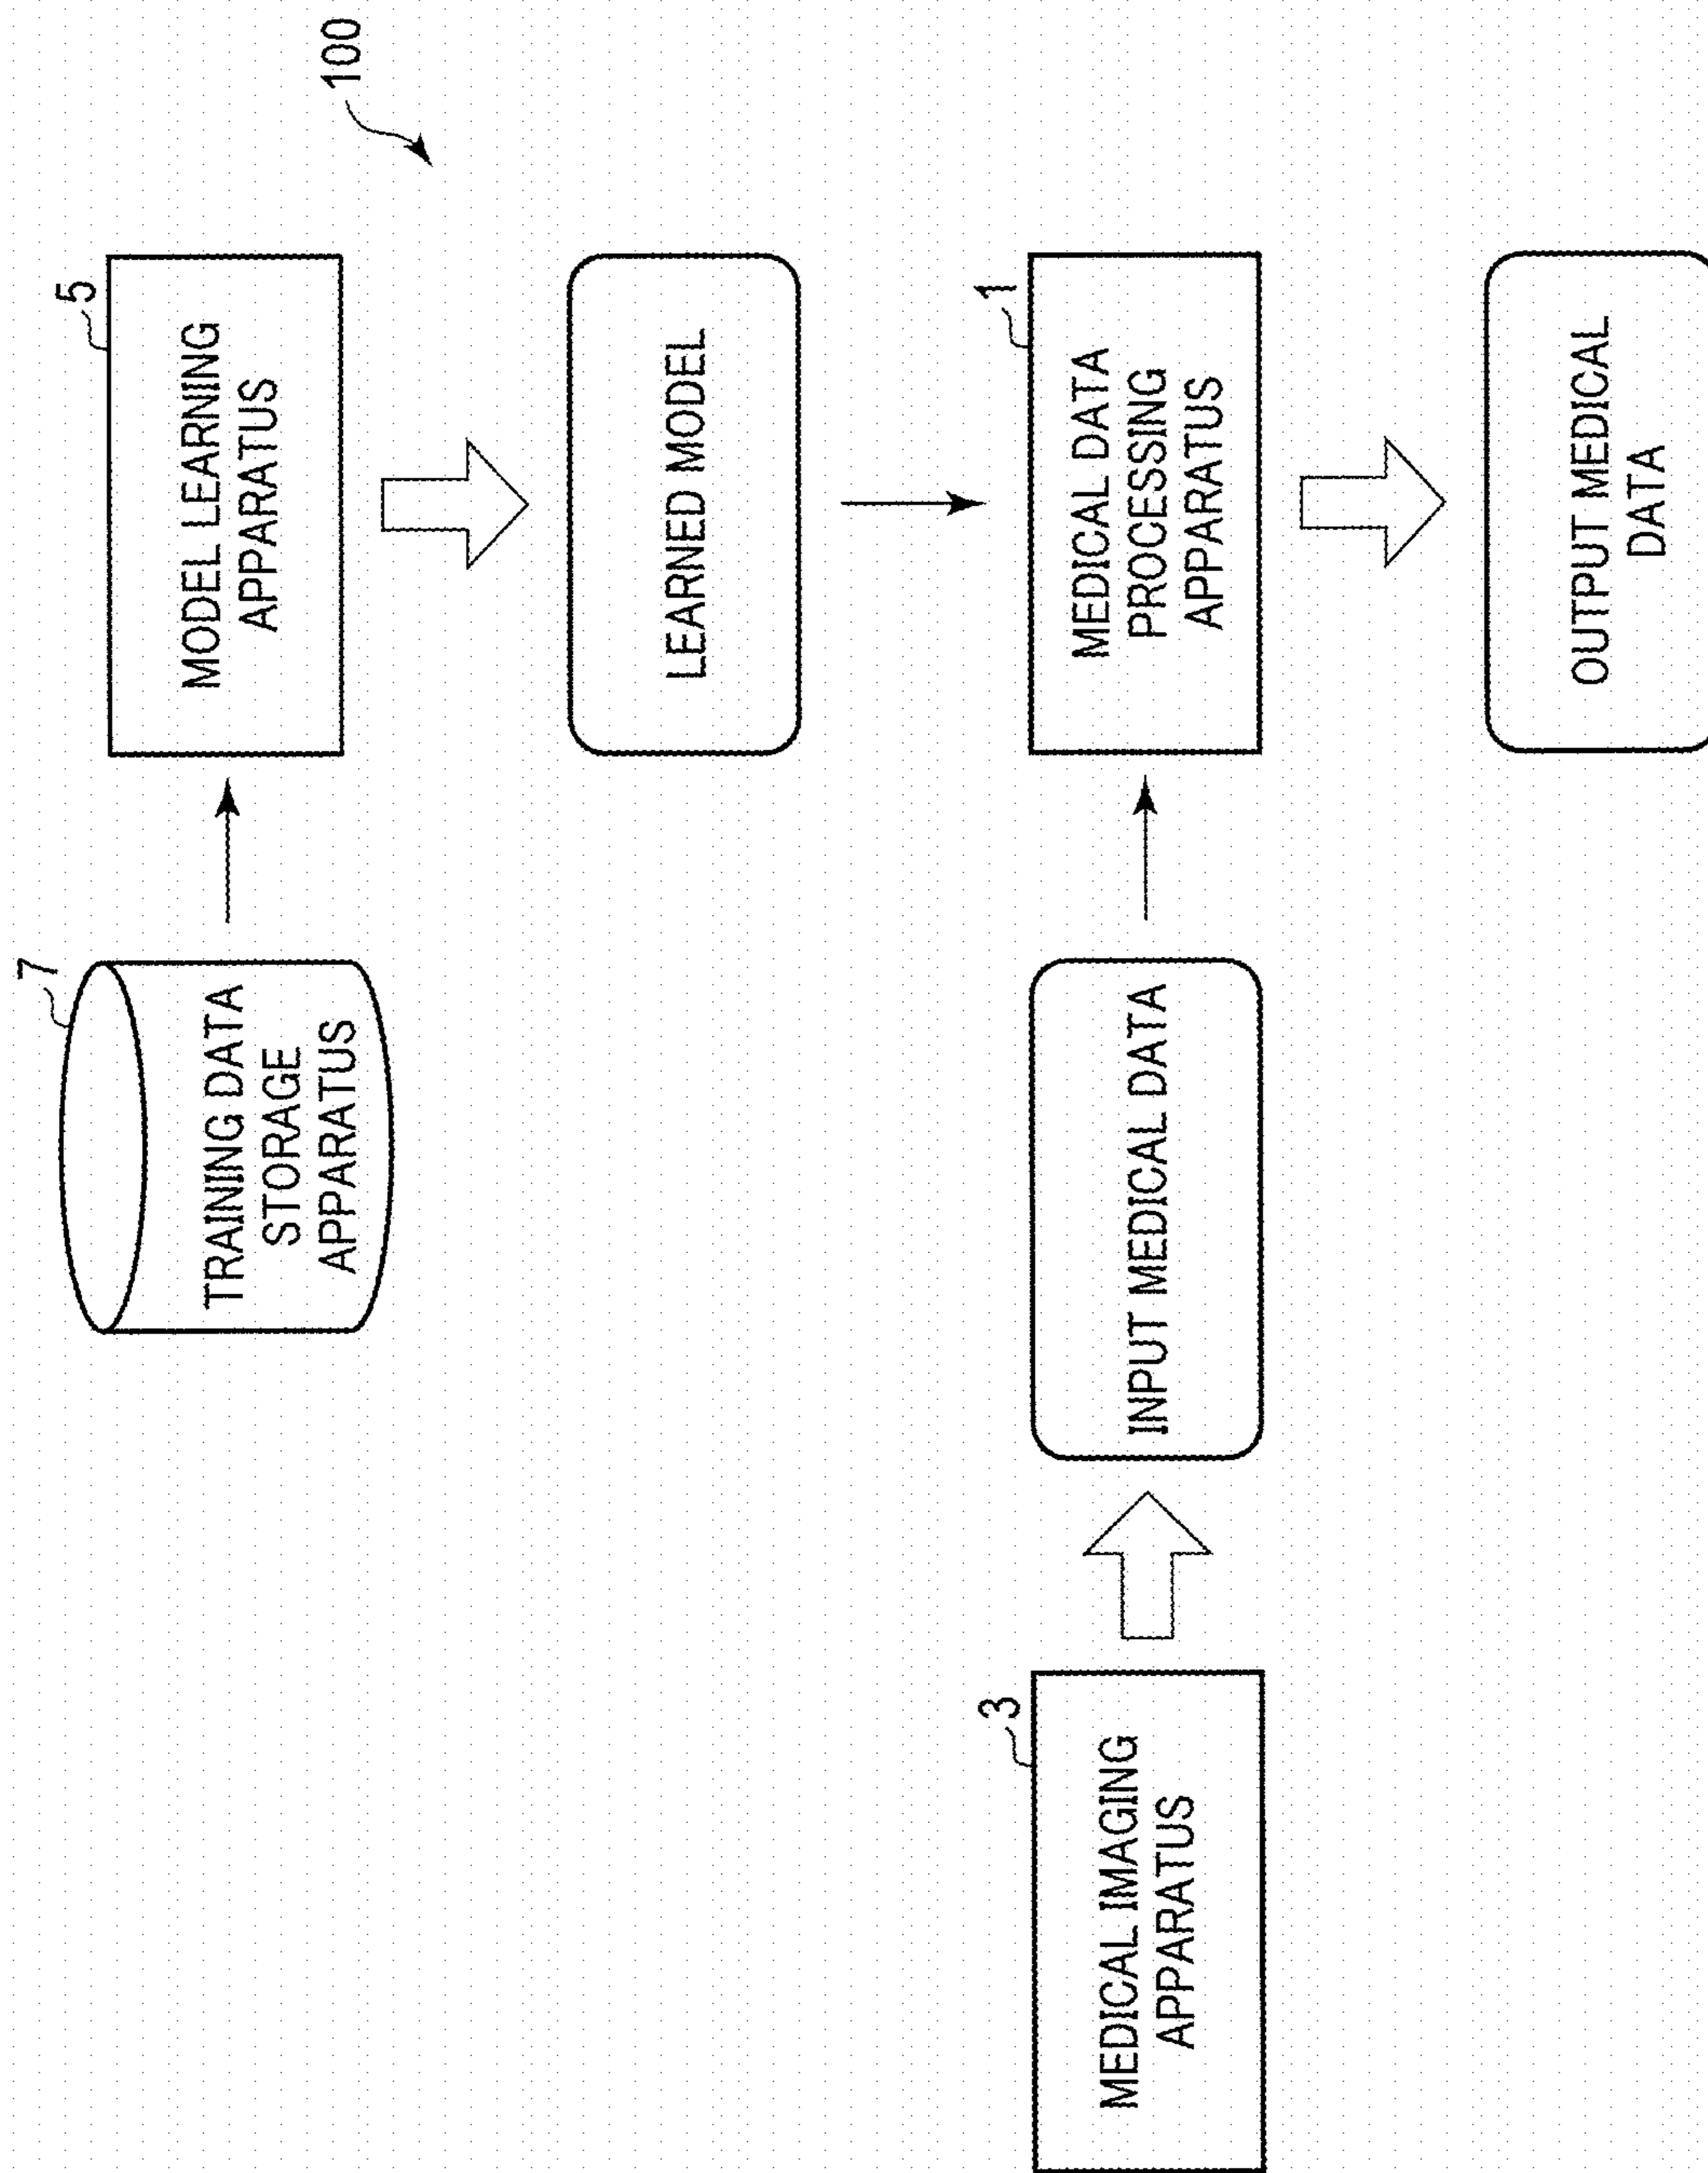 7
TRAINING DATA
STORAGE
APPARATUS
5
MODEL LEARNING
APPARATUS
100
LEARNED MODEL
3
MEDICAL IMAGING
APPARATUS
INPUT MEDICAL DATA
1
MEDICAL DATA
PROCESSING
APPARATUS
OUTPUT MEDICAL
DATA